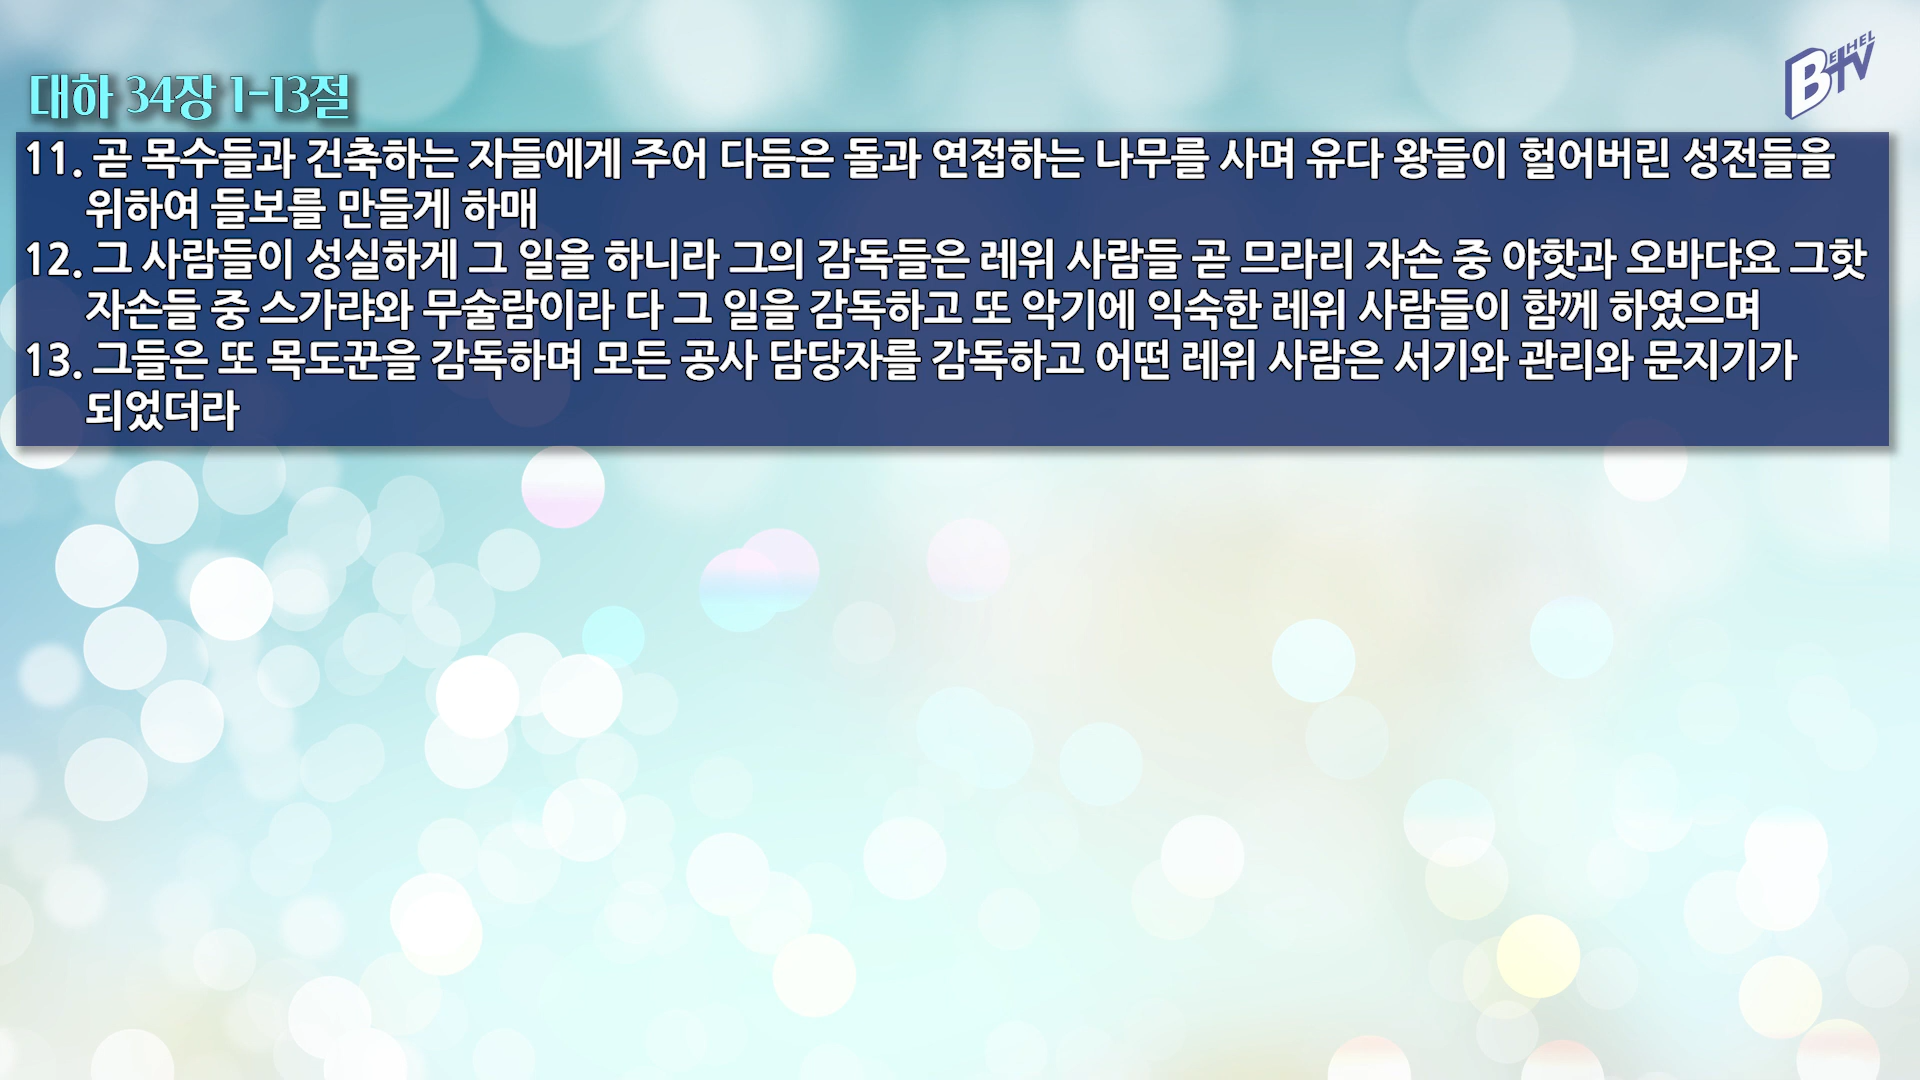 대하 34장 1-13절
BETHEL TV
11. 곧 목수들과 건축하는 자들에게 주어 다듬은 돌과 연접하는 나무를 사며 유다 왕들이 헐어버린 성전들을
위하여 들보를 만들게 하매
12. 그 사람들이 성실하게 그 일을 하니라 그의 감독들은 레위 사람들 곧 므라리 자손 중 야핫과 오바댜요 그핫
자손들 중 스가랴와 무술람이라 다 그 일을 감독하고 또 악기에 익숙한 레위 사람들이 함께 하였으며
13. 그들은 또 목도꾼을 감독하며 모든 공사 담당자를 감독하고 어떤 레위 사람은 서기와 관리와 문지기가
되었더라